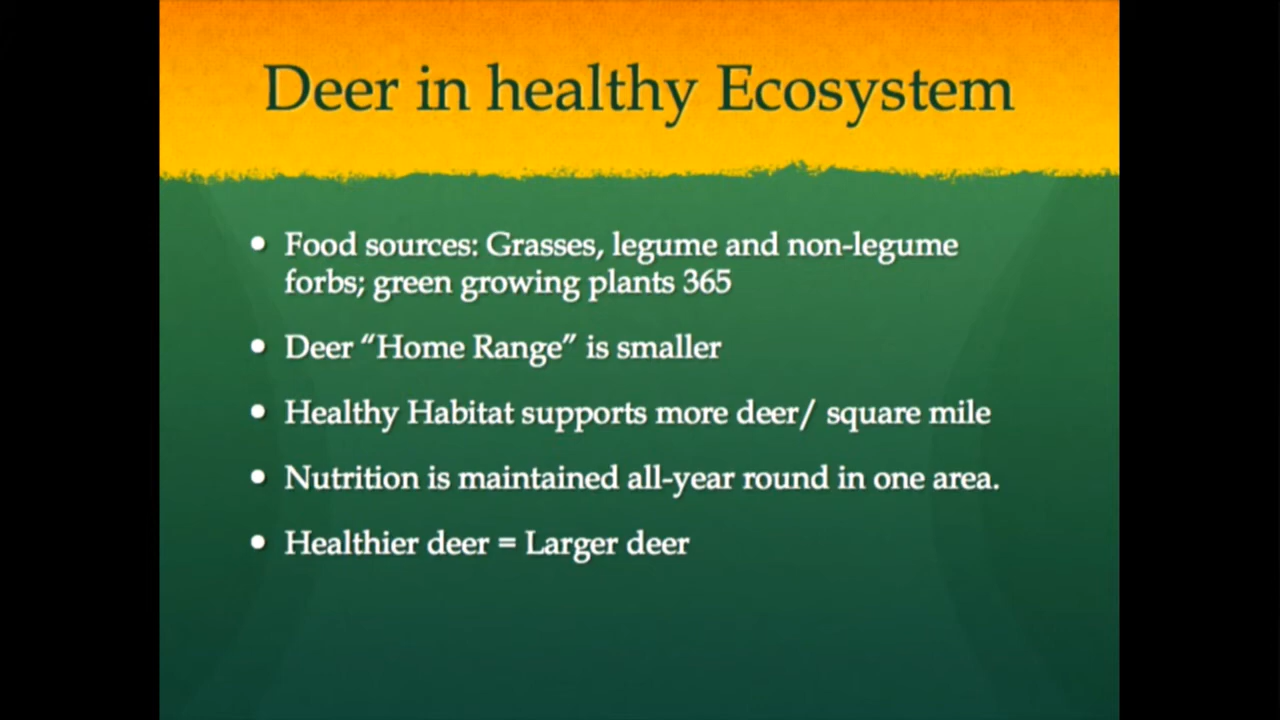 Deer in healthy Ecosystem
• Food sources: Grasses, legume and non-legume
forbs; green growing plants 365
• Deer “Home Range” is smaller
• Healthy Habitat supports more deer/ square mile
• Nutrition is maintained all-year round in one area.
• Healthier deer = Larger deer